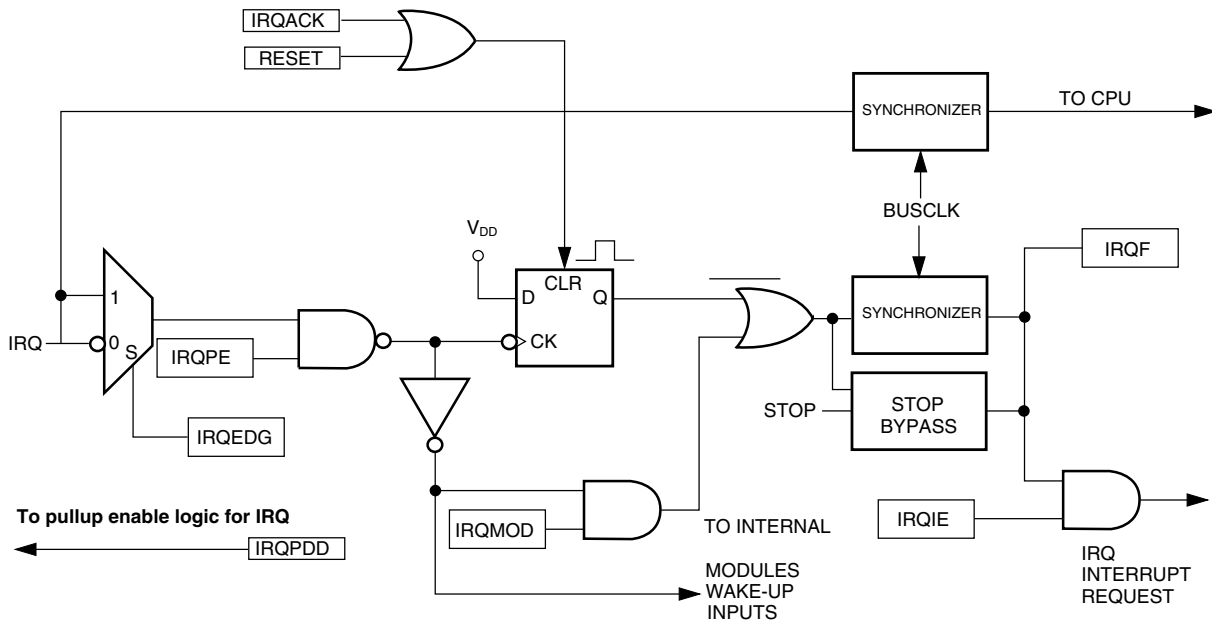 IRQACK
RESET
SYNCHRONIZER
TO CPU
BUSCLK
VDD
IRQF
CLR
D
Q
CK
1
0
S
IRQ
IRQPE
SYNCHRONIZER
IRQEDG
STOP
STOP
BYPASS
To pullup enable logic for IRQ
IRQPDD
IRQMOD
TO INTERNAL
MODULES
WAKE-UP
INPUTS
IRQIE
IRQ
INTERRUPT
REQUEST